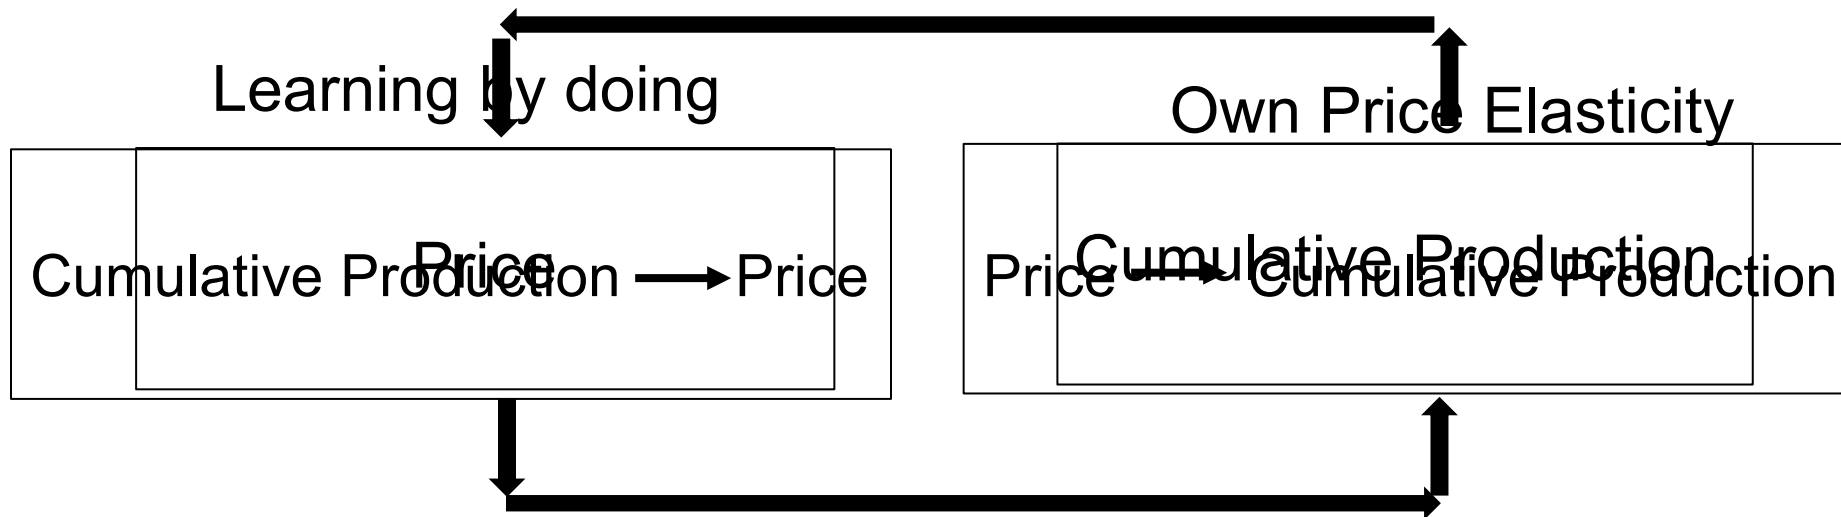 Learning by doing
Own Price Elasticity
Price
Cumulative Production → Price
Cumulative Production
Price → Cumulative Production